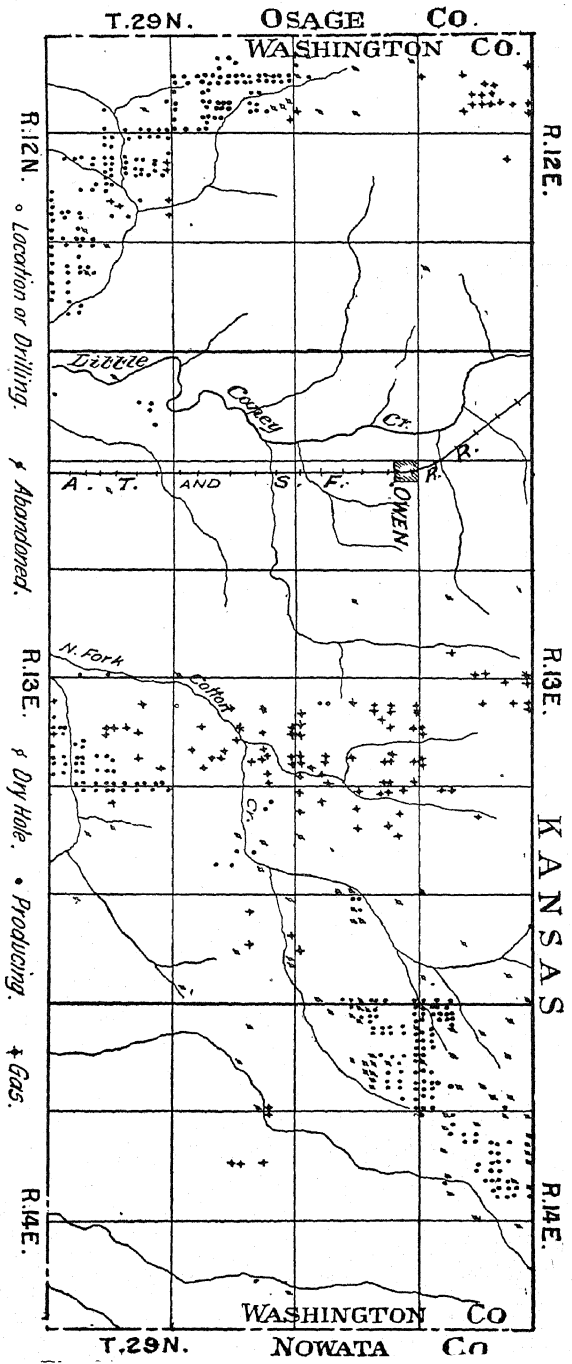 T.29N. OSAGE Co.
WASHINGTON Co.
R.12N.
R.12E.
Location or Drilling.
Little
Caney
Cr.
R.
R.
A. T. AND S. F.
OWEN
Abandoned.
N. Fork
Cotton
Cr.
R.13E.
R.13E.
Dry Hole.
KANSAS
Producing.
Gas.
R.14E.
R.14E.
WASHINGTON Co
T.29N. NOWATA Co